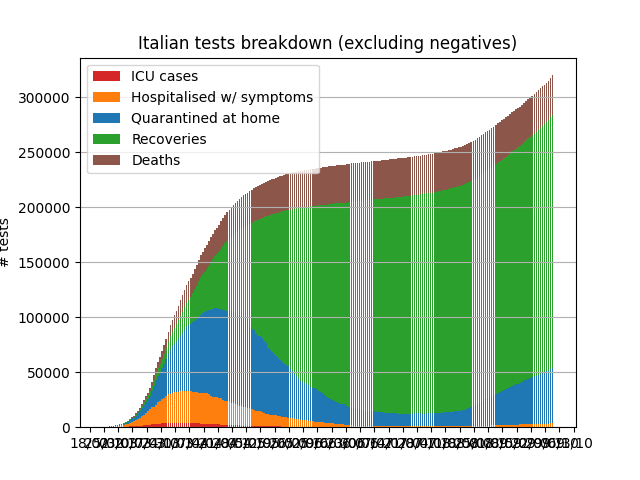 Italian tests breakdown (excluding negatives)
ICU cases
Hospitalised w/ symptoms
Quarantined at home
Recoveries
Deaths
# tests
300000
250000
200000
150000
100000
50000
0